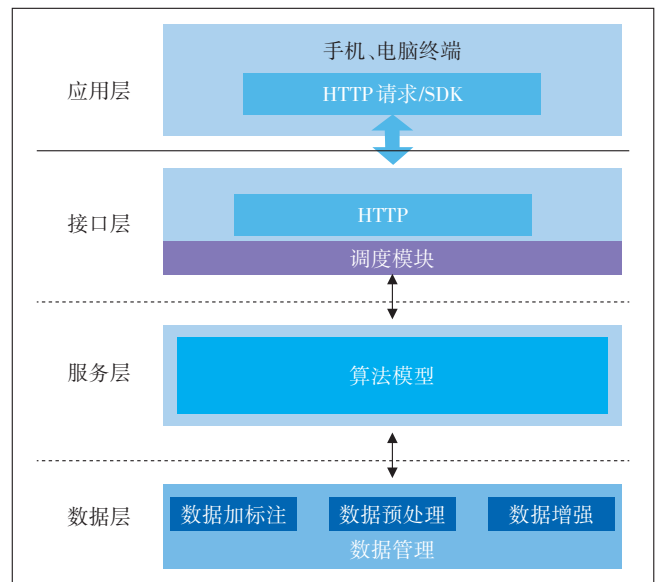 手机、电脑终端
应用层
HTTP 请求/SDK
接口层
HTTP
调度模块
服务层
算法模型
数据层
数据加标注
数据预处理
数据增强
数据管理